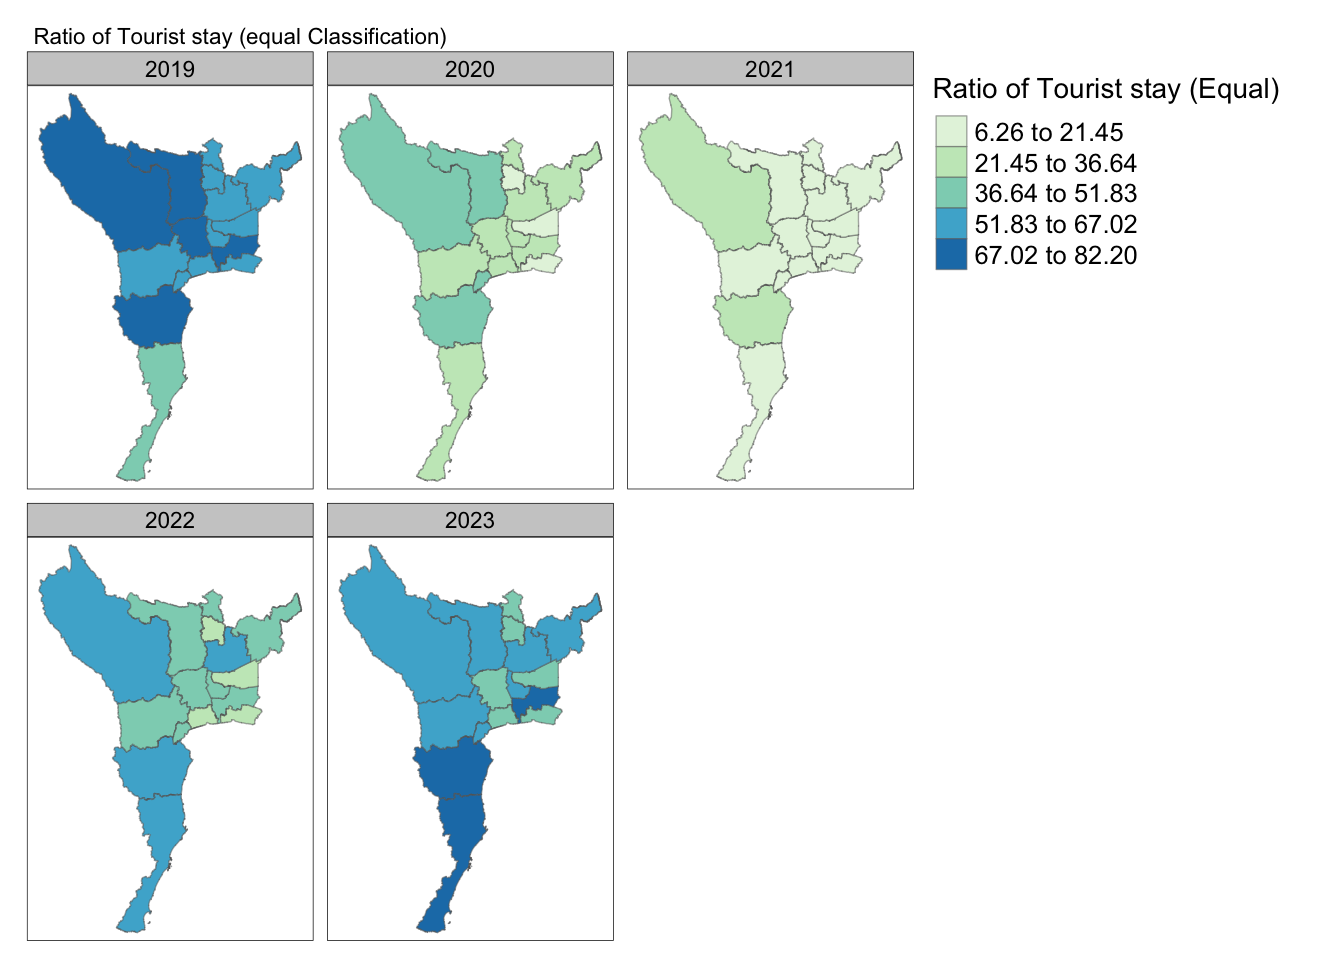 Ratio of Tourist stay (equal Classification)
2019
2020
2021
Ratio of Tourist stay (Equal)
6.26 to 21.45
21.45 to 36.64
36.64 to 51.83
51.83 to 67.02
67.02 to 82.20
2022
2023